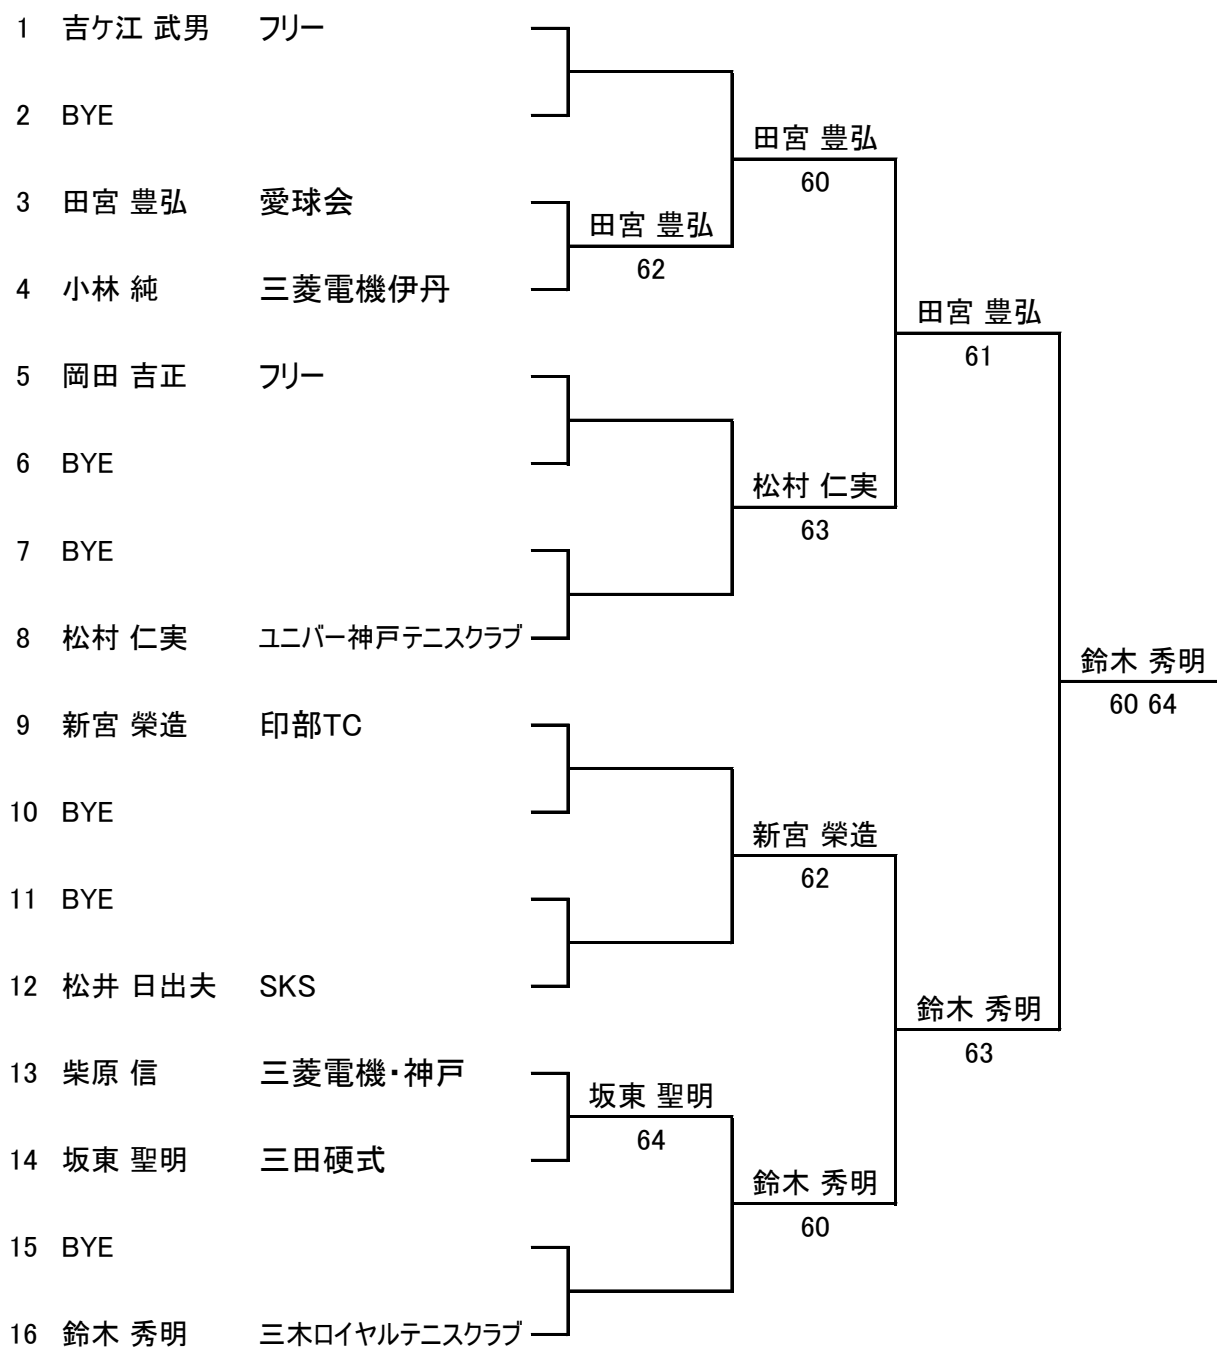 1 吉ケ江 武男 フリー
2 BYE
田宮 豊弘
60
3 田宮 豊弘 愛球会
田宮 豊弘
62
4 小林 純 三菱電機伊丹
田宮 豊弘
61
5 岡田 吉正 フリー
6 BYE
松村 仁実
63
7 BYE
8 松村 仁実 ユニバー神戸テニスクラブ
鈴木 秀明
60 64
9 新宮 榮造 印部TC
10 BYE
新宮 榮造
62
11 BYE
12 松井 日出夫 SKS
鈴木 秀明
63
13 柴原 信 三菱電機・神戸
坂東 聖明
64
14 坂東 聖明 三田硬式
鈴木 秀明
60
15 BYE
16 鈴木 秀明 三木ロイヤルテニスクラブ